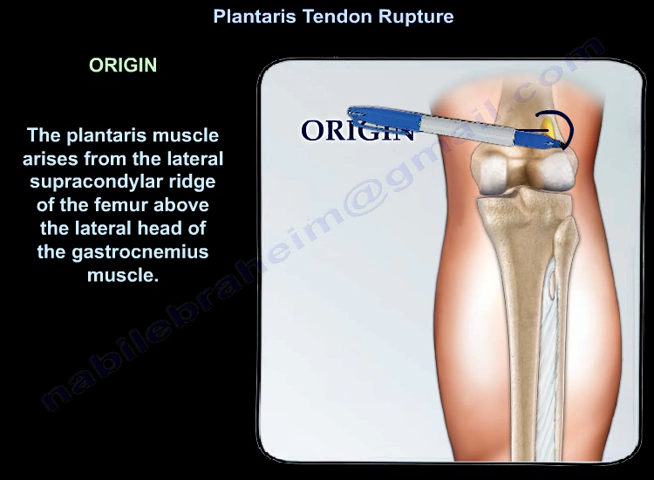 Plantaris Tendon Rupture
ORIGIN
The plantaris muscle
arises from the lateral
supracondylar ridge
of the femur above
the lateral head of
the gastrocnemius
muscle.
ORIGIN
nabilebraheim@gmail.com